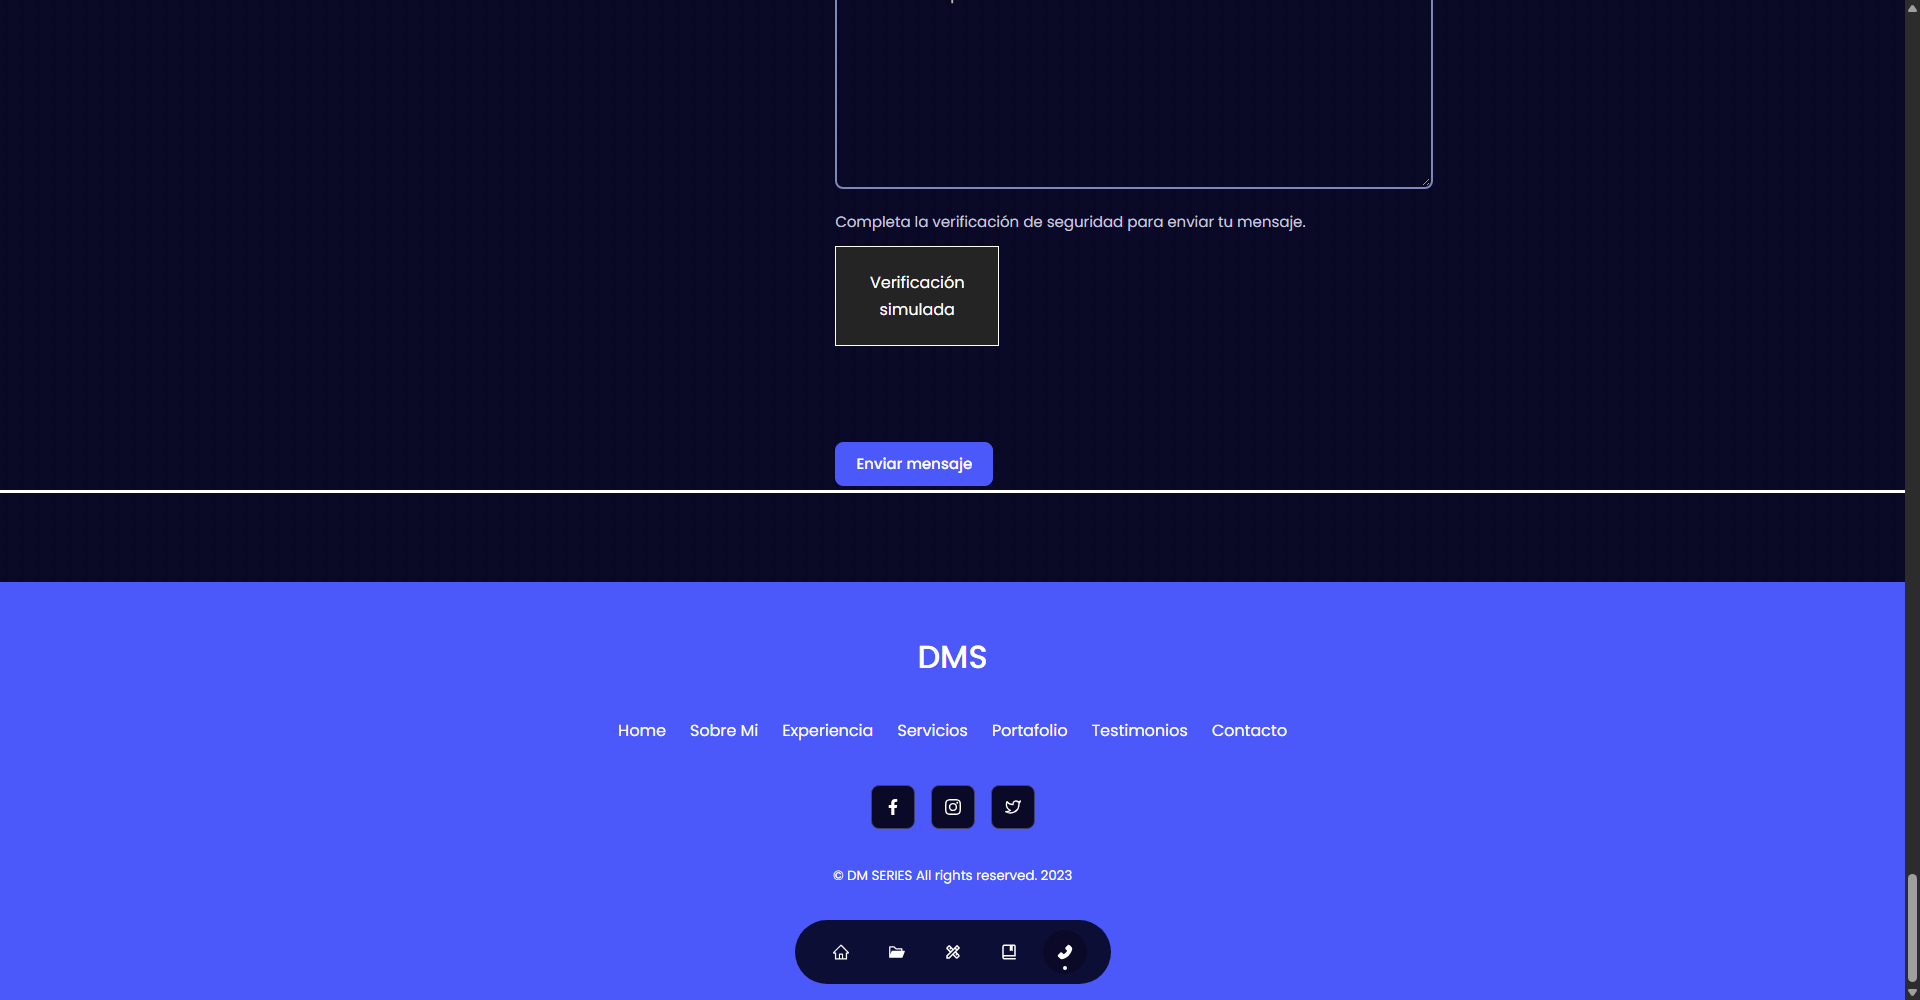 Completa la verificación de seguridad para enviar tu mensaje.
Verificación
simulada
Enviar mensaje
DMS
Home Sobre Mi Experiencia Servicios Portafolio Testimonios Contacto
© DM SERIES All rights reserved. 2023